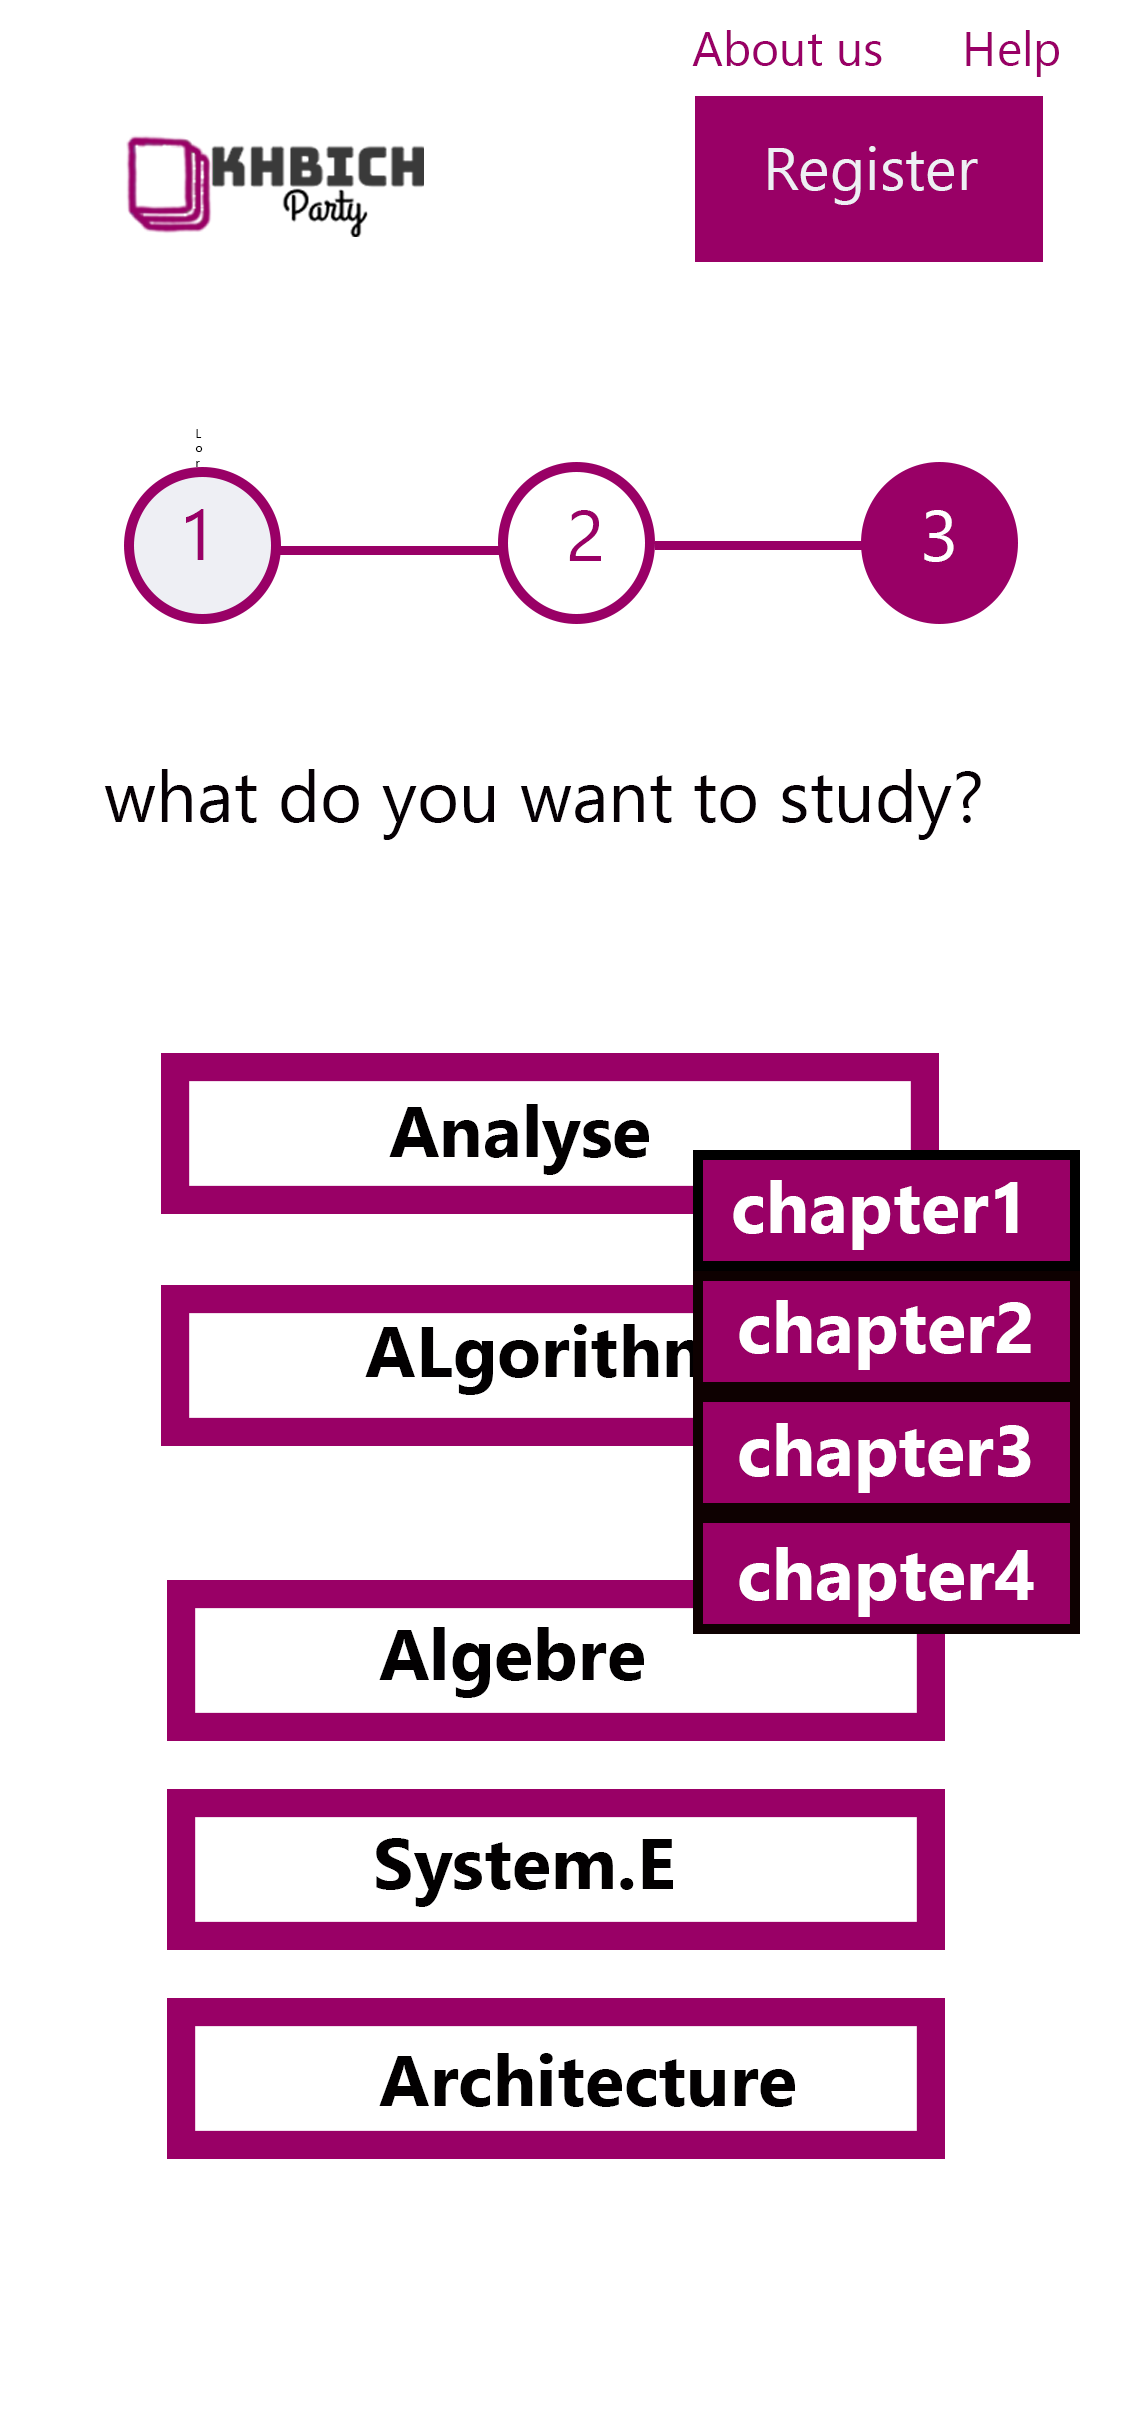 About us Help
Register
KHBICH
Party
L
o
r
1 2 3
what do you want to study?
Analyse
chapter1
chapter2
chapter3
chapter4
Algebre
System.E
Architecture